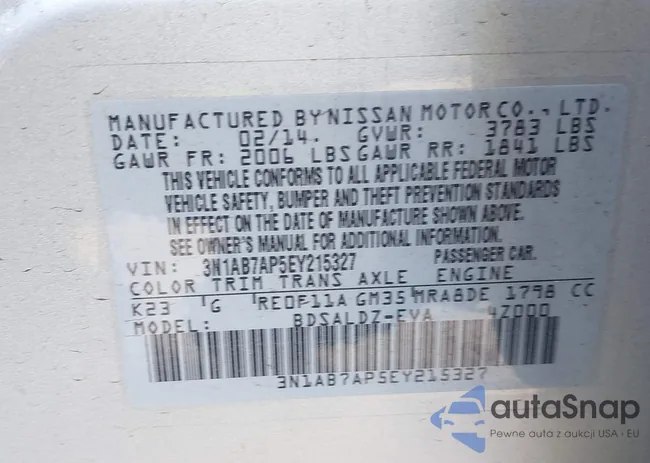 MANUFACTURED BY NISSAN MOTOR CO., LTD.
DATE: 02/14. GVWR: 3783 LBS
GAWR FR: 2006 LBS GAWR RR: 1841 LBS
THIS VEHICLE CONFORMS TO ALL APPLICABLE FEDERAL MOTOR
VEHICLE SAFETY, BUMPER AND THEFT PREVENTION STANDARDS
IN EFFECT ON THE DATE OF MANUFACTURE SHOWN ABOVE.
SEE OWNER'S MANUAL FOR ADDITIONAL INFORMATION.
VIN: 3N1AB7AP5EY215327 PASSENGER CAR.
COLOR TRIM TRANS AXLE ENGINE
K23 G RE0F11A GM35 MRA8DE 1798 CC
MODEL: BDSALDZ-EVA 4Z000
3N1AB7AP5EY215327
autaSnap
Pewne auta z aukcji USA i EU